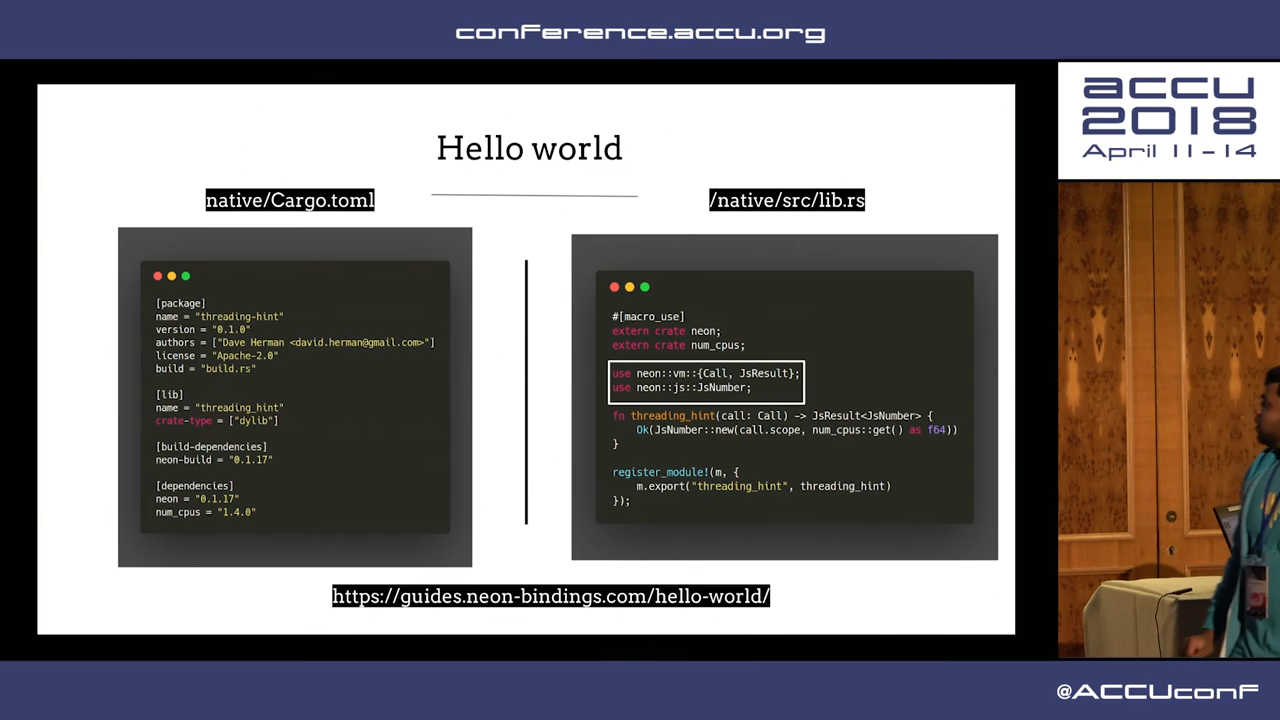 conference.accu.org
accu
2018
April 11-14
Hello world
native/Cargo.toml
[package]
name = "threading-hint"
version = "0.1.0"
authors = ["Dave Herman <david.herman@gmail.com>"]
license = "Apache-2.0"
build = "build.rs"
[lib]
name = "threading_hint"
crate-type = ["dylib"]
[build-dependencies]
neon-build = "0.1.17"
[dependencies]
neon = "0.1.17"
num_cpus = "1.4.0"
/native/src/lib.rs
#[macro_use]
extern crate neon;
extern crate num_cpus;
use neon::vm::{Call, JsResult};
use neon::js::JsNumber;
fn threading_hint(call: Call) -> JsResult<JsNumber> {
Ok(JsNumber::new(call.scope, num_cpus::get() as f64))
}
register_module!(m, {
m.export("threading_hint", threading_hint)
});
https://guides.neon-bindings.com/hello-world/
@ACCUconf